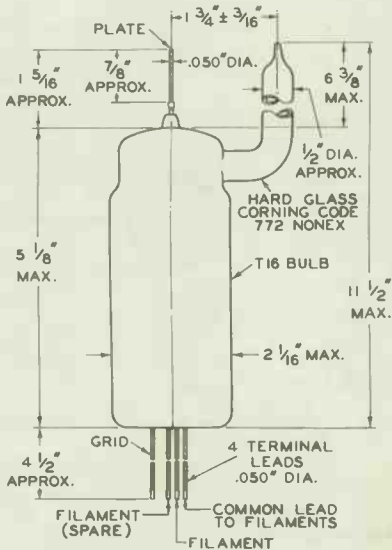 1 3/4" ± 3/16"
PLATE
7/8"
APPROX.
.050" DIA.
1 5/16"
APPROX.
6 3/8"
MAX.
1/2" DIA.
APPROX.
HARD GLASS
CORNING CODE
772 NONEX
5 1/8"
MAX.
T16 BULB
11 1/2"
MAX.
2 1/16" MAX.
GRID
4 1/2"
APPROX.
4 TERMINAL
LEADS
.050" DIA.
FILAMENT
(SPARE)
COMMON LEAD
TO FILAMENTS
FILAMENT